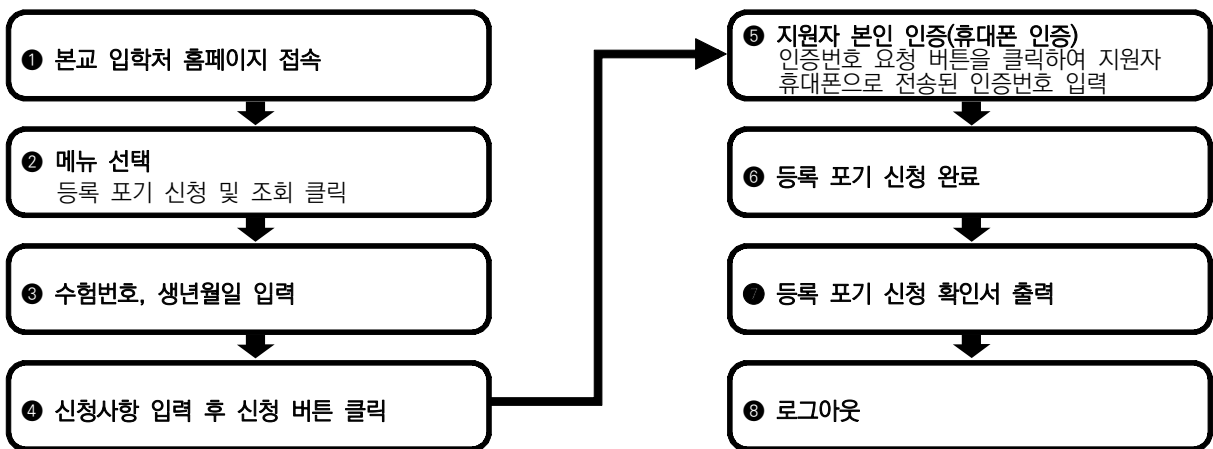 ❶ 본교 입학처 홈페이지 접속
❷ 메뉴 선택
등록 포기 신청 및 조회 클릭
❸ 수험번호, 생년월일 입력
❹ 신청사항 입력 후 신청 버튼 클릭
❺ 지원자 본인 인증(휴대폰 인증)
인증번호 요청 버튼을 클릭하여 지원자
휴대폰으로 전송된 인증번호 입력
❻ 등록 포기 신청 완료
❼ 등록 포기 신청 확인서 출력
❽ 로그아웃